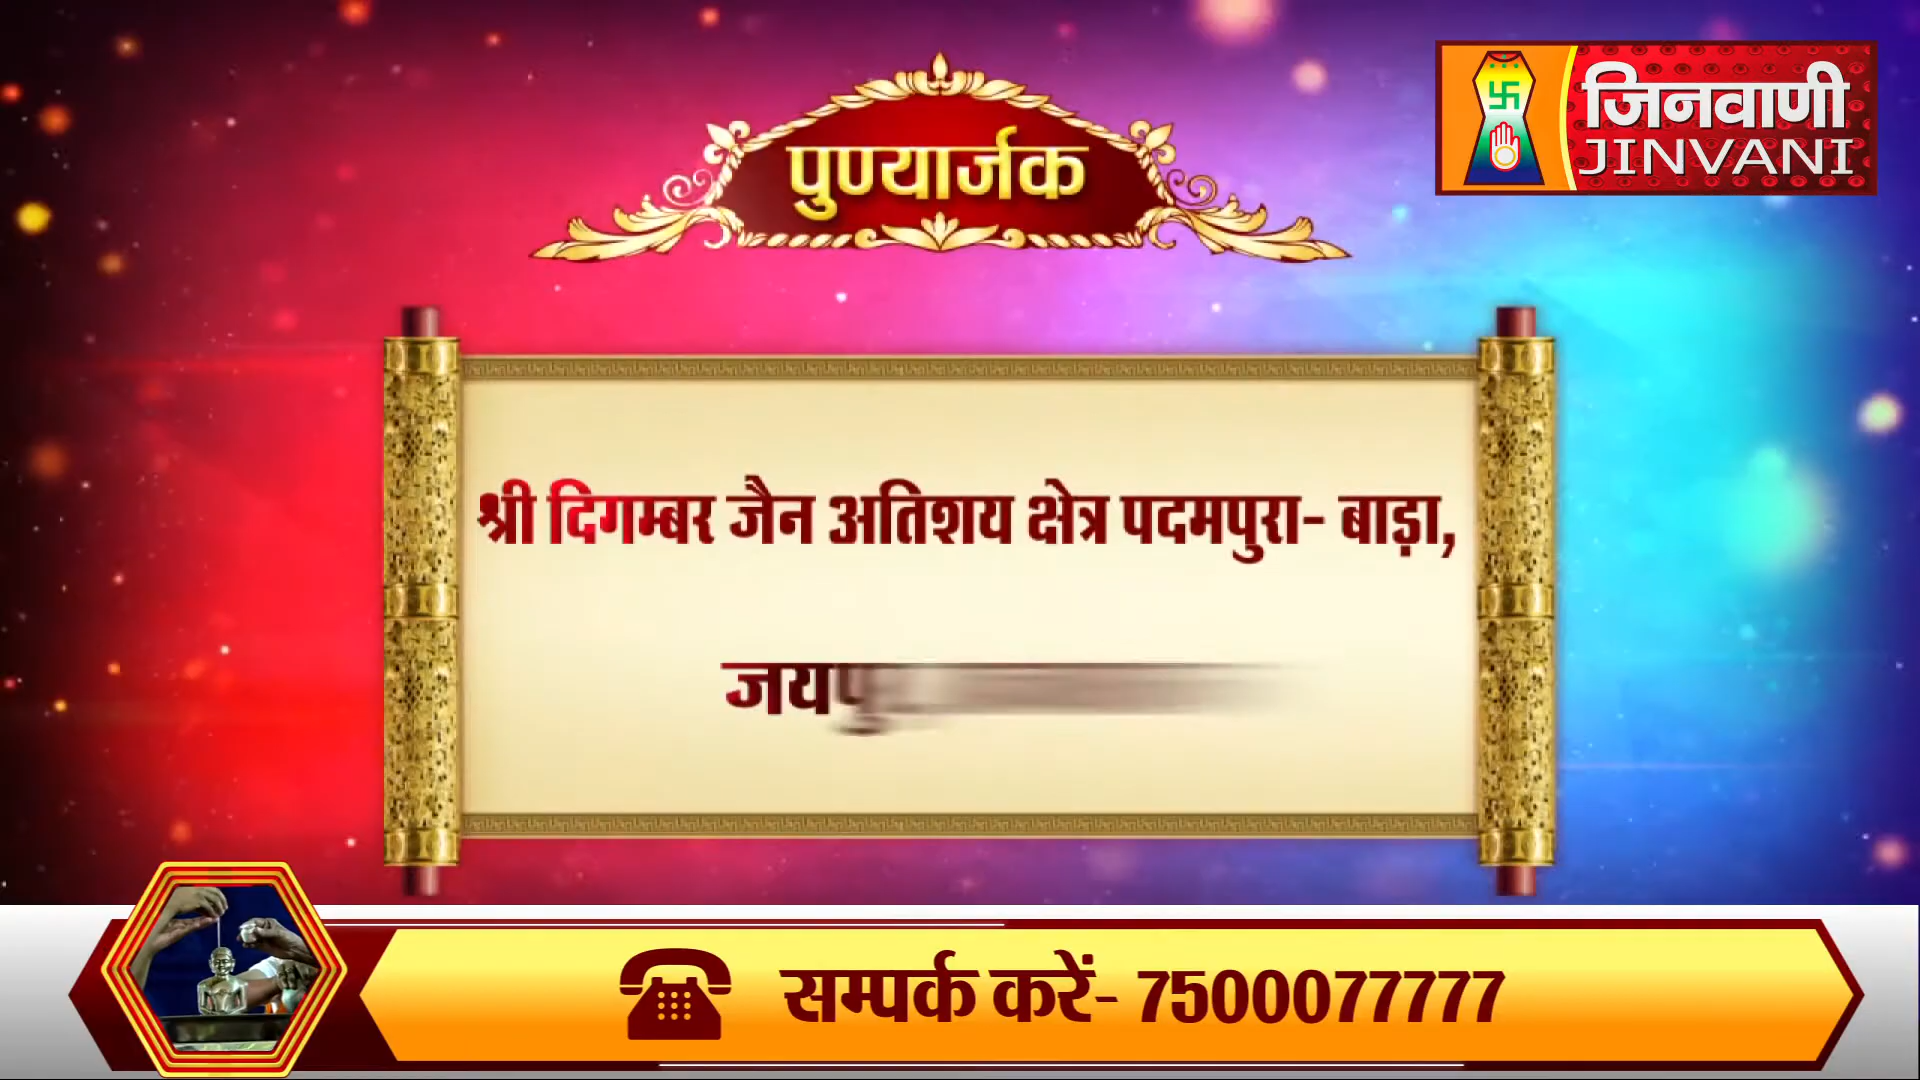 पुण्यार्जक
जिनवाणी
JINVANI
श्री दिगम्बर जैन अतिशय क्षेत्र पदमपुरा- बाड़ा,
सम्पर्क करें- 7500077777